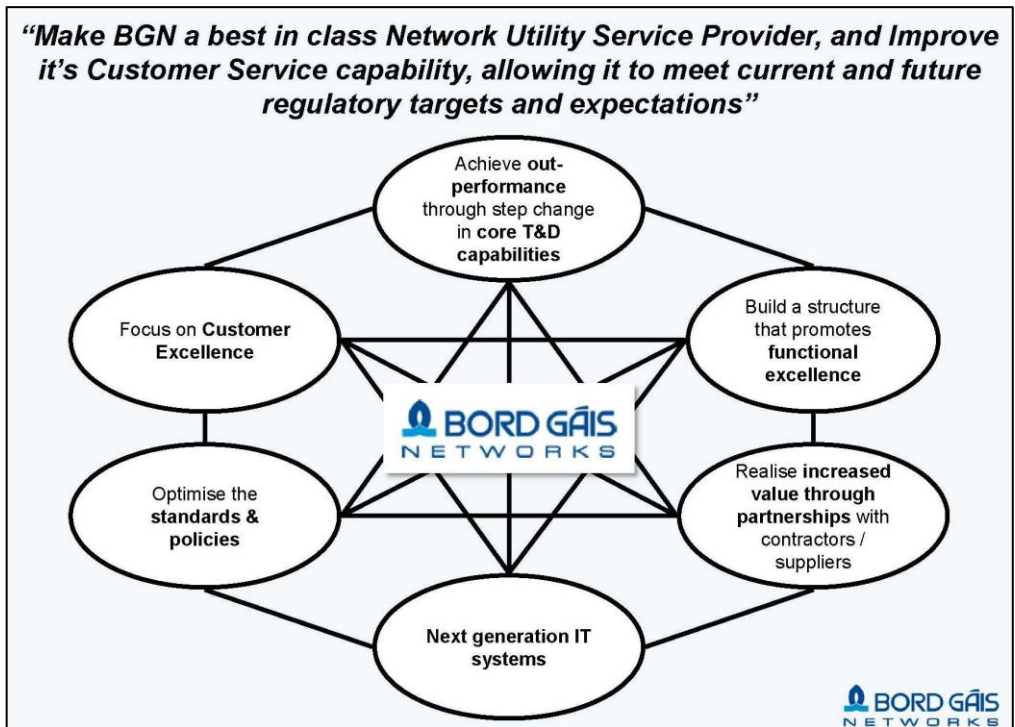 “Make BGN a best in class Network Utility Service Provider, and Improve
it’s Customer Service capability, allowing it to meet current and future
regulatory targets and expectations”
Achieve out-
performance
through step change
in core T&D
capabilities
Focus on Customer
Excellence
Build a structure
that promotes
functional
excellence
BORD GÁIS
NETWORKS
Optimise the
standards &
policies
Realise increased
value through
partnerships with
contractors /
suppliers
Next generation IT
systems
BORD GÁIS
NETWORKS